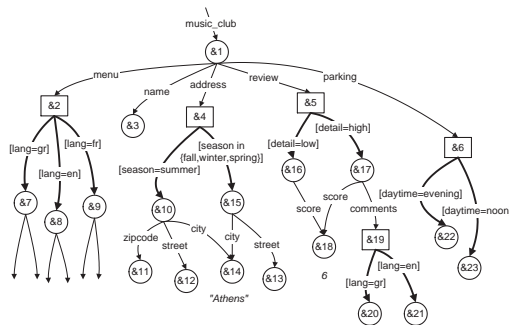 music_club
&1
menu
name
address
review
parking
&2
&3
&4
&5
&6
[lang=gr]
[lang=en]
[lang=fr]
[season=summer]
[season in
{fall,winter,spring}]
[detail=low]
[detail=high]
[daytime=evening]
[daytime=noon
&7
&8
&9
&10
&15
&16
&17
zipcode
street
city
city
street
score
score
comments
&11
&12
&14
&13
&18
&19
&22
&23
"Athens"
6
[lang=gr]
[lang=en]
&20
&21